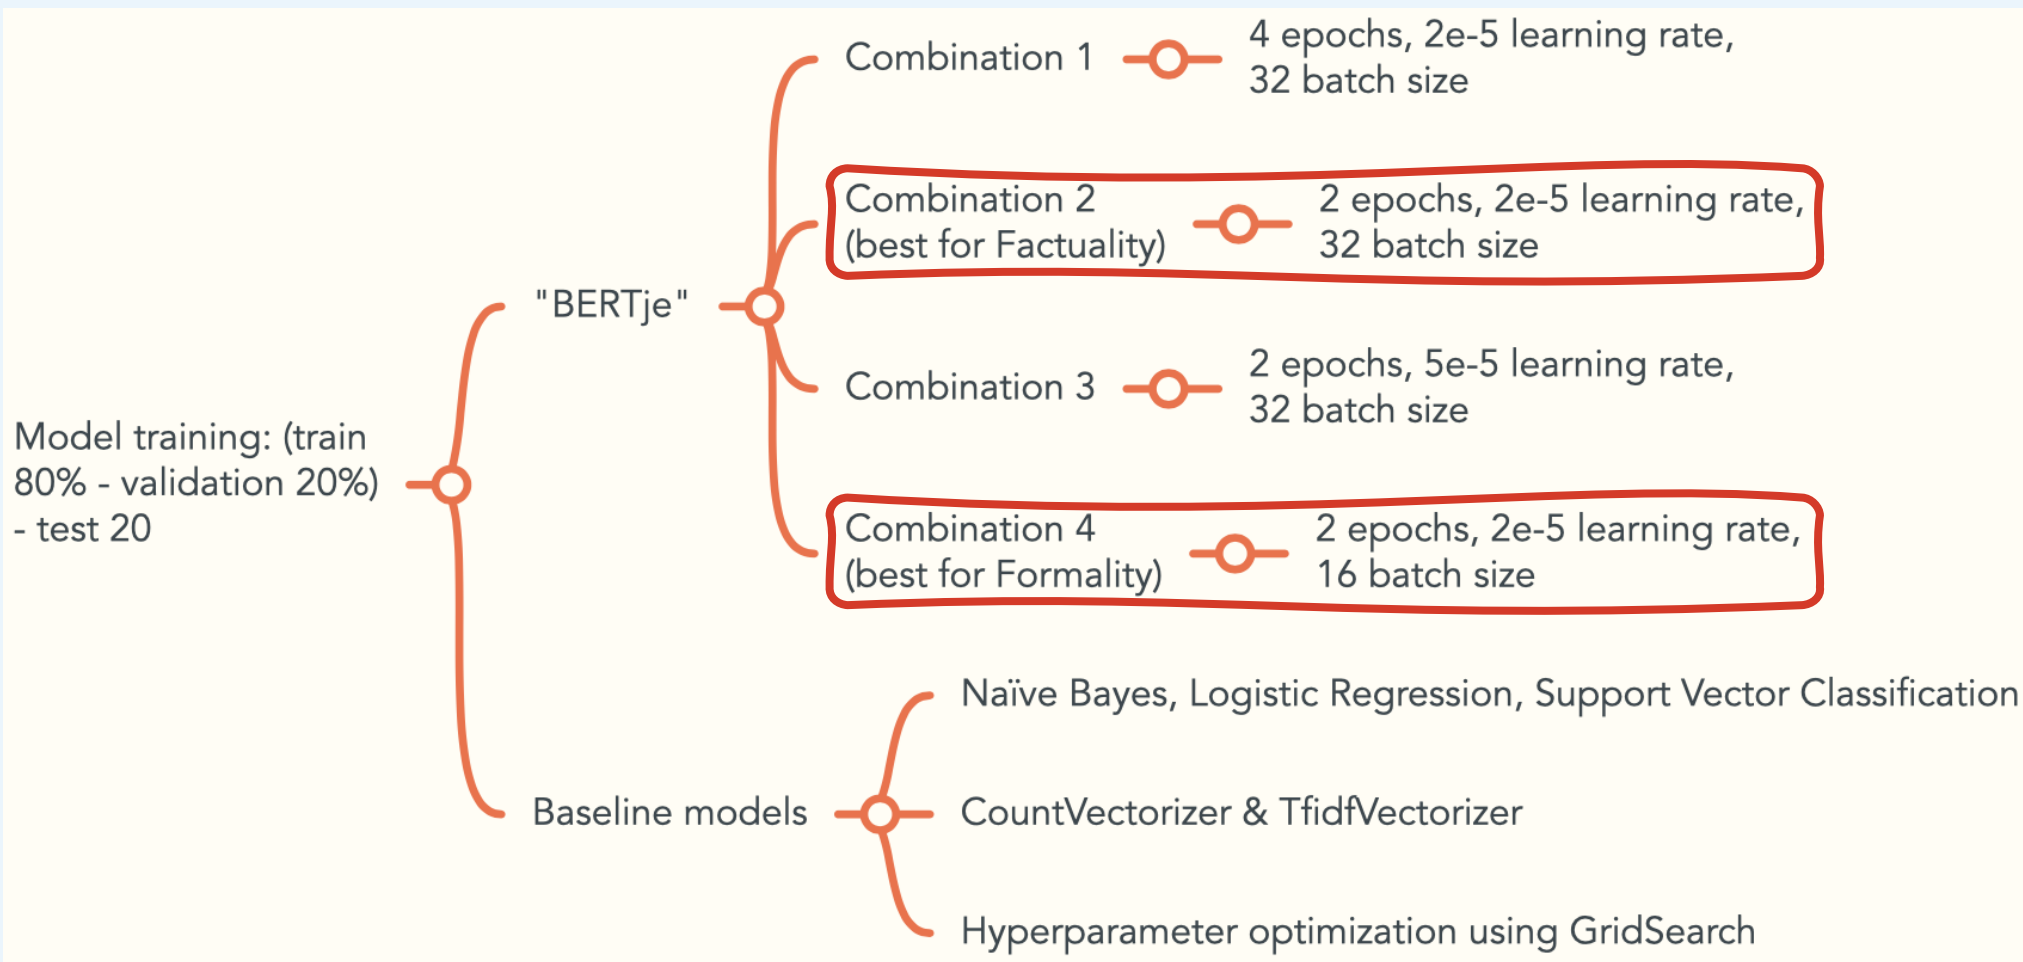 Model training: (train
80% - validation 20%)
- test 20
"BERTje"
Combination 1
4 epochs, 2e-5 learning rate,
32 batch size
Combination 2
(best for Factuality)
2 epochs, 2e-5 learning rate,
32 batch size
Combination 3
2 epochs, 5e-5 learning rate,
32 batch size
Combination 4
(best for Formality)
2 epochs, 2e-5 learning rate,
16 batch size
Baseline models
Naïve Bayes, Logistic Regression, Support Vector Classification
CountVectorizer & TfidfVectorizer
Hyperparameter optimization using GridSearch